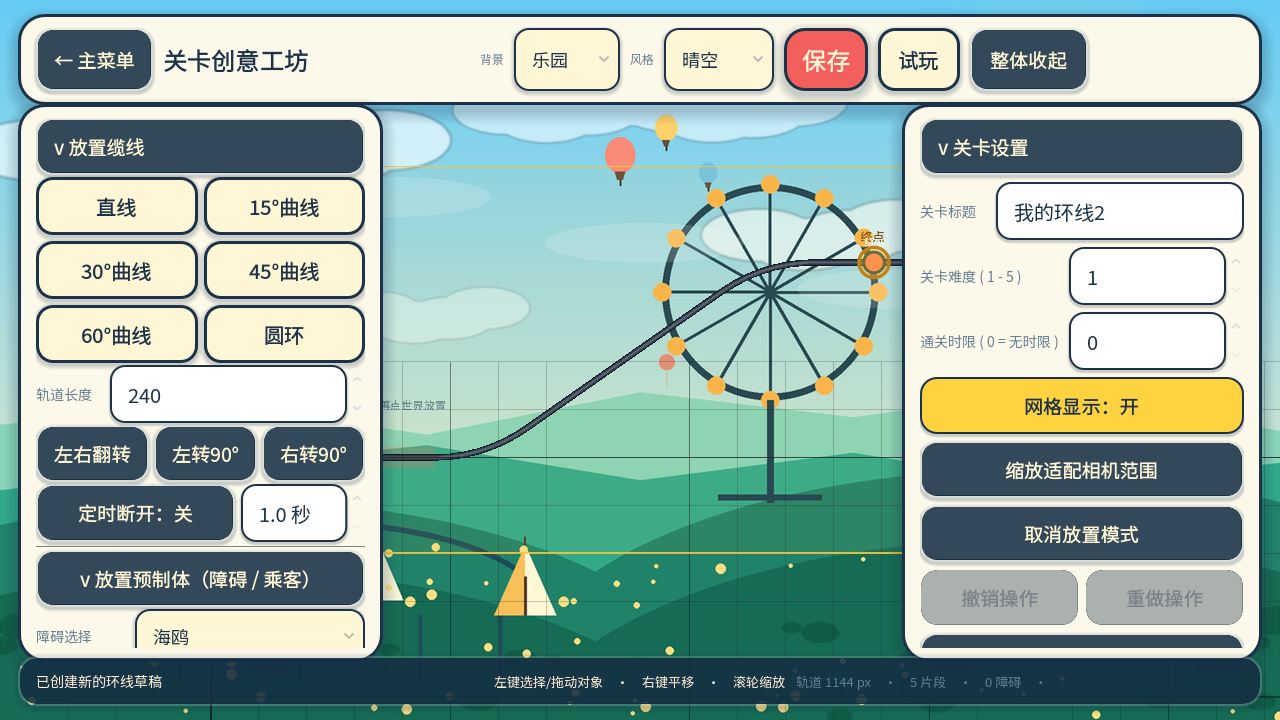 ← 主菜单
关卡创意工坊
背景
乐园
风格
晴空
保存
试玩
整体收起
v 放置缆线
直线
15°曲线
30°曲线
45°曲线
60°曲线
圆环
轨道长度
240
左右翻转
左转90°
右转90°
定时断开：关
1.0 秒
v 放置预制体（障碍 / 乘客）
障碍选择
海鸥
再点世界放置
终点
v 关卡设置
关卡标题
我的环线2
关卡难度 ( 1 - 5 )
1
通关时限 ( 0 = 无时限 )
0
网格显示：开
缩放适配相机范围
取消放置模式
撤销操作
重做操作
已创建新的环线草稿
左键选择/拖动对象 • 右键平移 • 滚轮缩放 轨道 1144 px • 5 片段 • 0 障碍 •